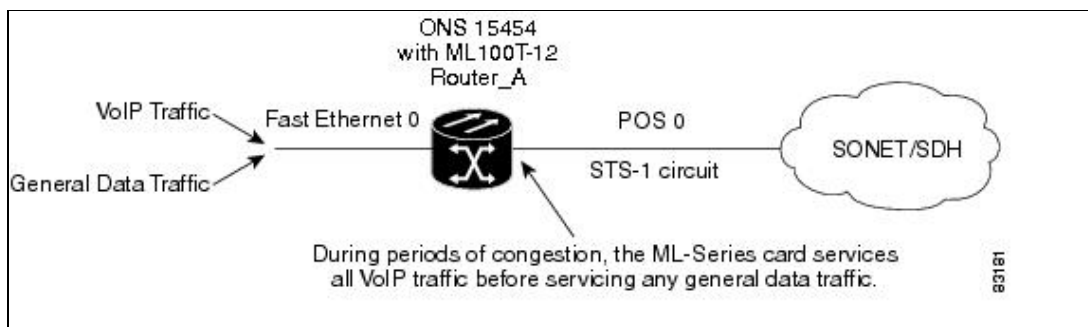 ONS 15454
with ML100T-12
Router_A
VoIP Traffic
Fast Ethernet 0
POS 0
SONET/SDH
General Data Traffic
STS-1 circuit
During periods of congestion, the ML-Series card services
all VoIP traffic before servicing any general data traffic.
83181